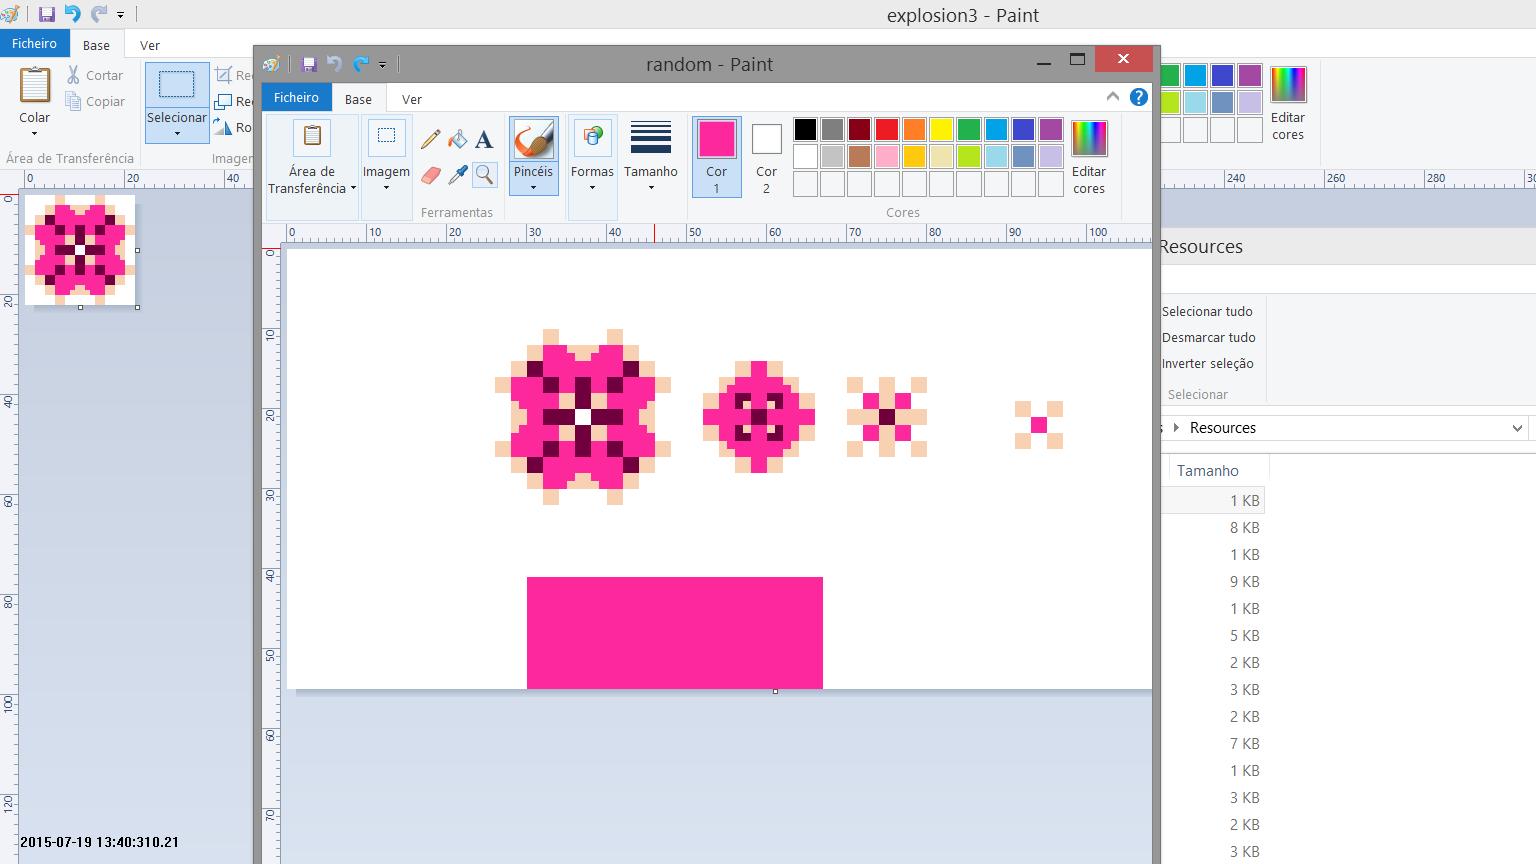 explosion3 - Paint
Ficheiro Base Ver
Colar
Cortar
Copiar
Selecionar
Área de Transferência
Imagem
Editar
cores
0 20 40
240 260 280
0
20
40
60
80
100
120
random - Paint
Ficheiro Base Ver
Área de
Transferência
Imagem
Ferramentas
Pincéis
Formas
Tamanho
Cor
1
Cor
2
Cores
Editar
cores
0 10 20 30 40 50 60 70 80 90 100
0
10
20
30
40
50
60
70
Resources
Selecionar tudo
Desmarcar tudo
Inverter seleção
Selecionar
Resources
Tamanho
1 KB
8 KB
1 KB
9 KB
1 KB
5 KB
2 KB
3 KB
2 KB
7 KB
1 KB
3 KB
2 KB
3 KB
2015-07-19 13:40:310.21